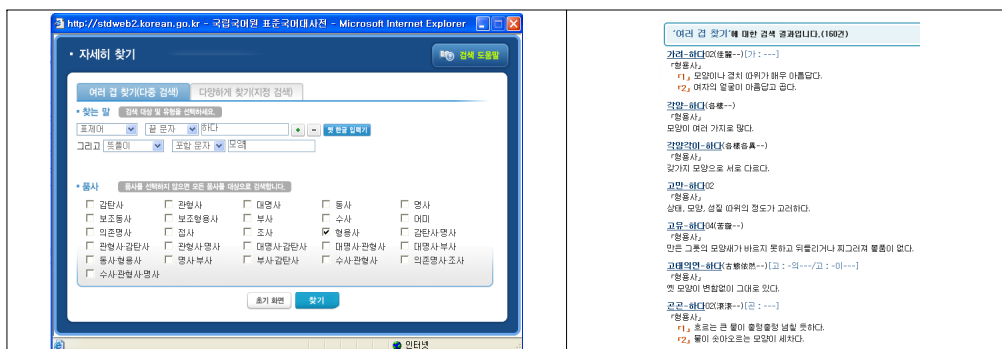 http://stdweb2.korean.go.kr - 국립국어원 표준국어대사전 - Microsoft Internet Explorer
자세히 찾기
검색 도움말
여러 겹 찾기(다중 검색) 다양하게 찾기(지정 검색)
• 찾는 말 검색 대상 및 유형을 선택하세요.
표제어 끝 문자 하다 + - 옛 한글 입력기
그리고 뜻풀이 포함 문자 모양
• 품사 품사를 선택하지 않으면 모든 품사를 대상으로 검색합니다.
감탄사 관형사 대명사 동사 명사
보조동사 보조형용사 부사 수사 어미
의존명사 접사 조사 형용사 감탄사·명사
관형사·감탄사 관형사·명사 대명사·감탄사 대명사·관형사 대명사·부사
동사·형용사 명사·부사 부사·감탄사 수사·관형사 의존명사·조사
수사·관형사·명사
초기 화면 찾기
인터넷
'여러 겹 찾기'에 대한 검색 결과입니다.(160건)
가려-하다02(佳麗--)[가ː---]
「형용사」
「1」 모양이나 경치 따위가 매우 아름답다.
「2」 여자의 얼굴이 아름답고 곱다.
각양-하다(各樣--)
「형용사」
모양이 여러 가지로 많다.
각양각이-하다(各樣各異--)
「형용사」
갖가지 모양으로 서로 다르다.
고만-하다02
「형용사」
상태, 모양, 성질 따위의 정도가 고러하다.
고유-하다04(苦窳--)
「형용사」
만든 그릇의 모양새가 바르지 못하고 뒤틀리거나 찌그러져 볼품이 없다.
고태의연-하다(古態依然--)[고ː-의---/고ː-이---]
「형용사」
옛 모양이 변함없이 그대로 있다.
곤곤-하다02(滾滾--)[곤ː---]
「형용사」
「1」 흐르는 큰 물이 출렁출렁 넘칠 듯하다.
「2」 물이 솟아오르는 모양이 세차다.